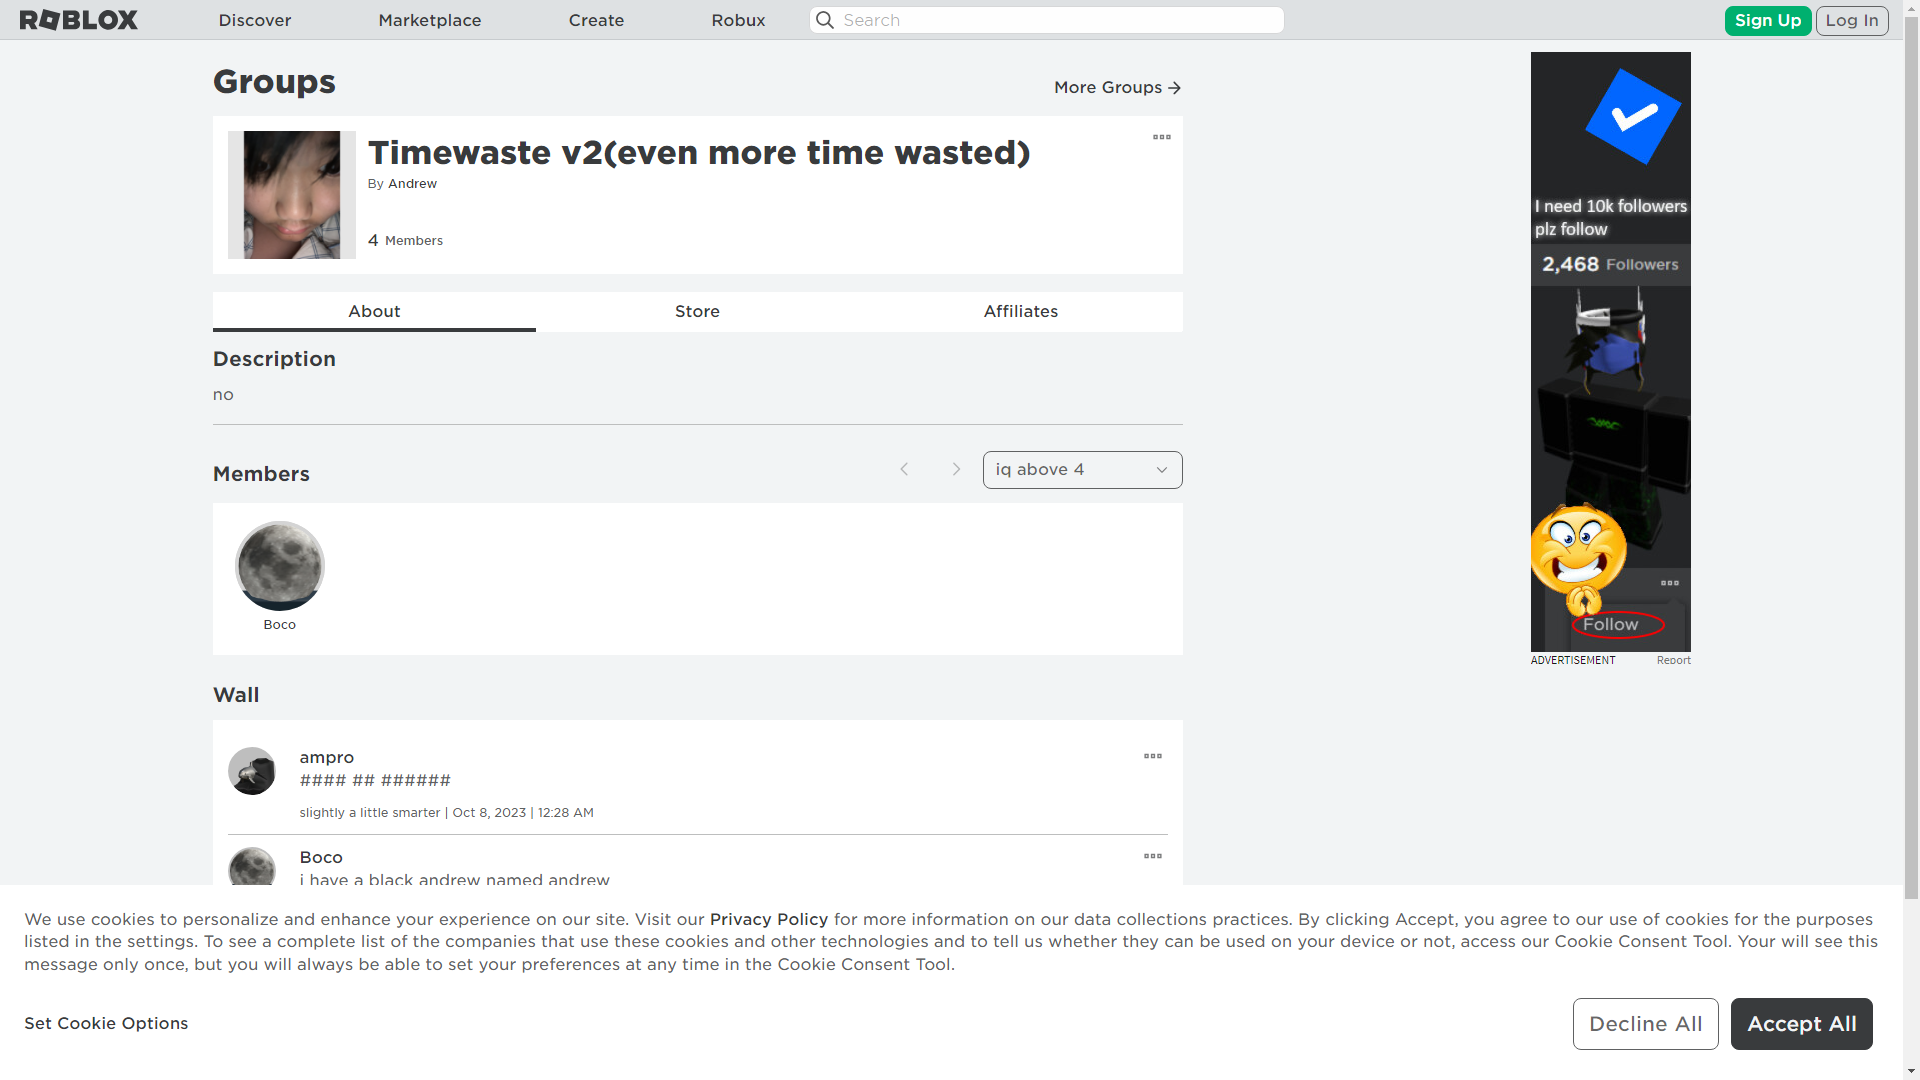 ROBLOX
Discover
Marketplace
Create
Robux
Search
Sign Up
Log In
Groups
More Groups
Timewaste v2(even more time wasted)
By Andrew
4 Members
About
Store
Affiliates
Description
no
Members
iq above 4
Boco
Wall
ampro
#### ## ######
slightly a little smarter | Oct 8, 2023 | 12:28 AM
Boco
i have a black andrew named andrew
I need 10k followers
plz follow
2,468 Followers
Follow
ADVERTISEMENT
Report
We use cookies to personalize and enhance your experience on our site. Visit our Privacy Policy for more information on our data collections practices. By clicking Accept, you agree to our use of cookies for the purposes
listed in the settings. To see a complete list of the companies that use these cookies and other technologies and to tell us whether they can be used on your device or not, access our Cookie Consent Tool. Your will see this
message only once, but you will always be able to set your preferences at any time in the Cookie Consent Tool.
Set Cookie Options
Decline All
Accept All